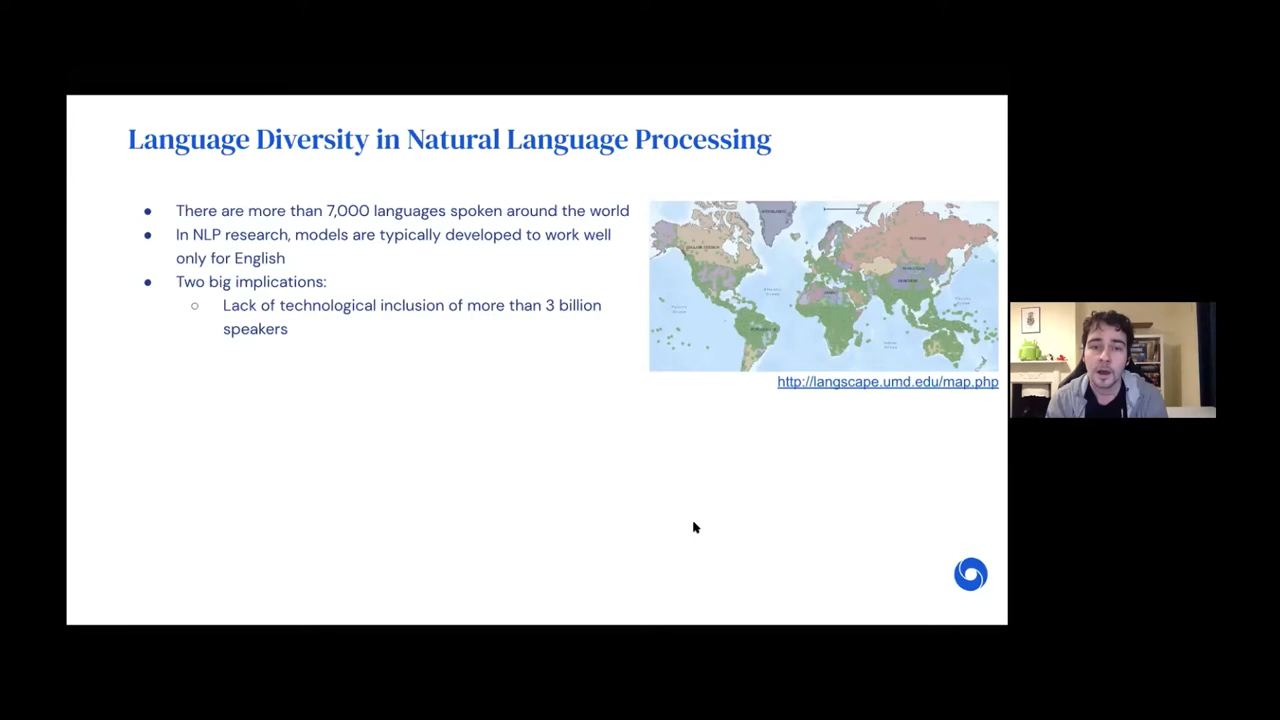 Language Diversity in Natural Language Processing
● There are more than 7,000 languages spoken around the world
● In NLP research, models are typically developed to work well
only for English
● Two big implications:
○ Lack of technological inclusion of more than 3 billion
speakers
http://langscape.umd.edu/map.php